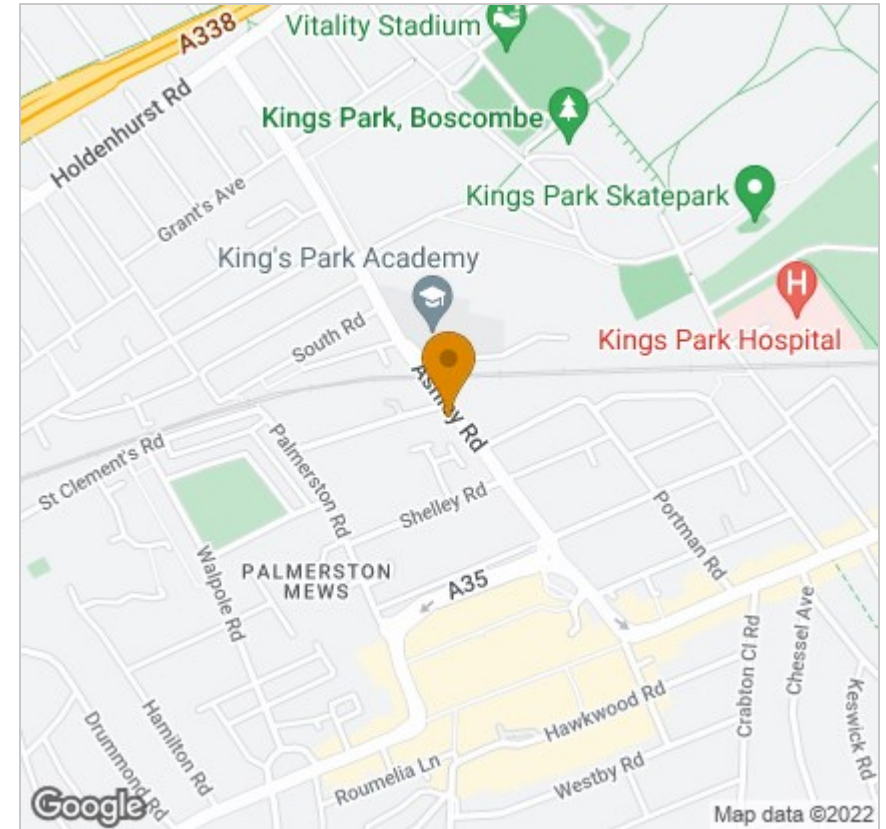 A338
Vitality Stadium
Holdenhurst Rd
Kings Park, Boscombe
Grant's Ave
Kings Park Skatepark
King's Park Academy
H
South Rd
Kings Park Hospital
Ashley Rd
St Clement's Rd
Palmerston Rd
Shelley Rd
Portman Rd
Walpole Rd
PALMERSTON
MEWS
A35
Crabton Cl Rd
Chessel Ave
Keswick Rd
Hawkwood Rd
Hamilton Rd
Drummond Rd
Roumelia Ln
Westby Rd
Google
Map data ©2022